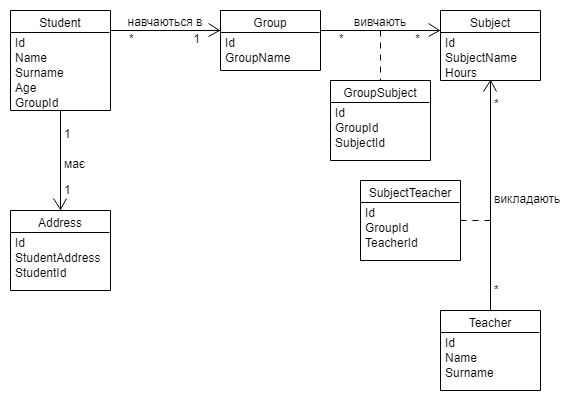 Student
Id
Name
Surname
Age
GroupId
навчаються в
*
1
Group
Id
GroupName
вивчають
*
*
Subject
Id
SubjectName
Hours
GroupSubject
Id
GroupId
SubjectId
1
має
1
Address
Id
StudentAddress
StudentId
SubjectTeacher
Id
GroupId
TeacherId
*
викладають
*
Teacher
Id
Name
Surname